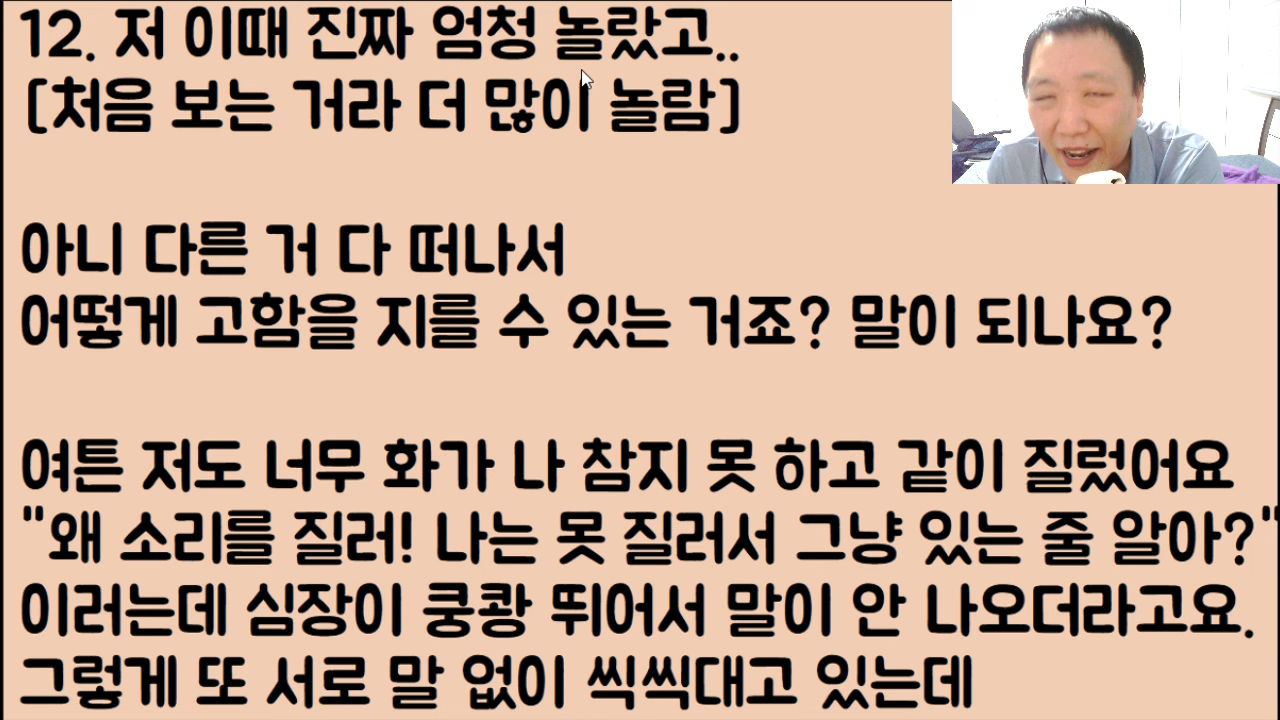 12. 저 이때 진짜 엄청 놀랐고..
[처음 보는 거라 더 많이 놀람]
아니 다른 거 다 떠나서
어떻게 고함을 지를 수 있는 거죠? 말이 되나요?
여튼 저도 너무 화가 나 참지 못 하고 같이 질렀어요
"왜 소리를 질러! 나는 못 질러서 그냥 있는 줄 알아?"
이러는데 심장이 쿵쾅 뛰어서 말이 안 나오더라고요.
그렇게 또 서로 말 없이 씩씩대고 있는데